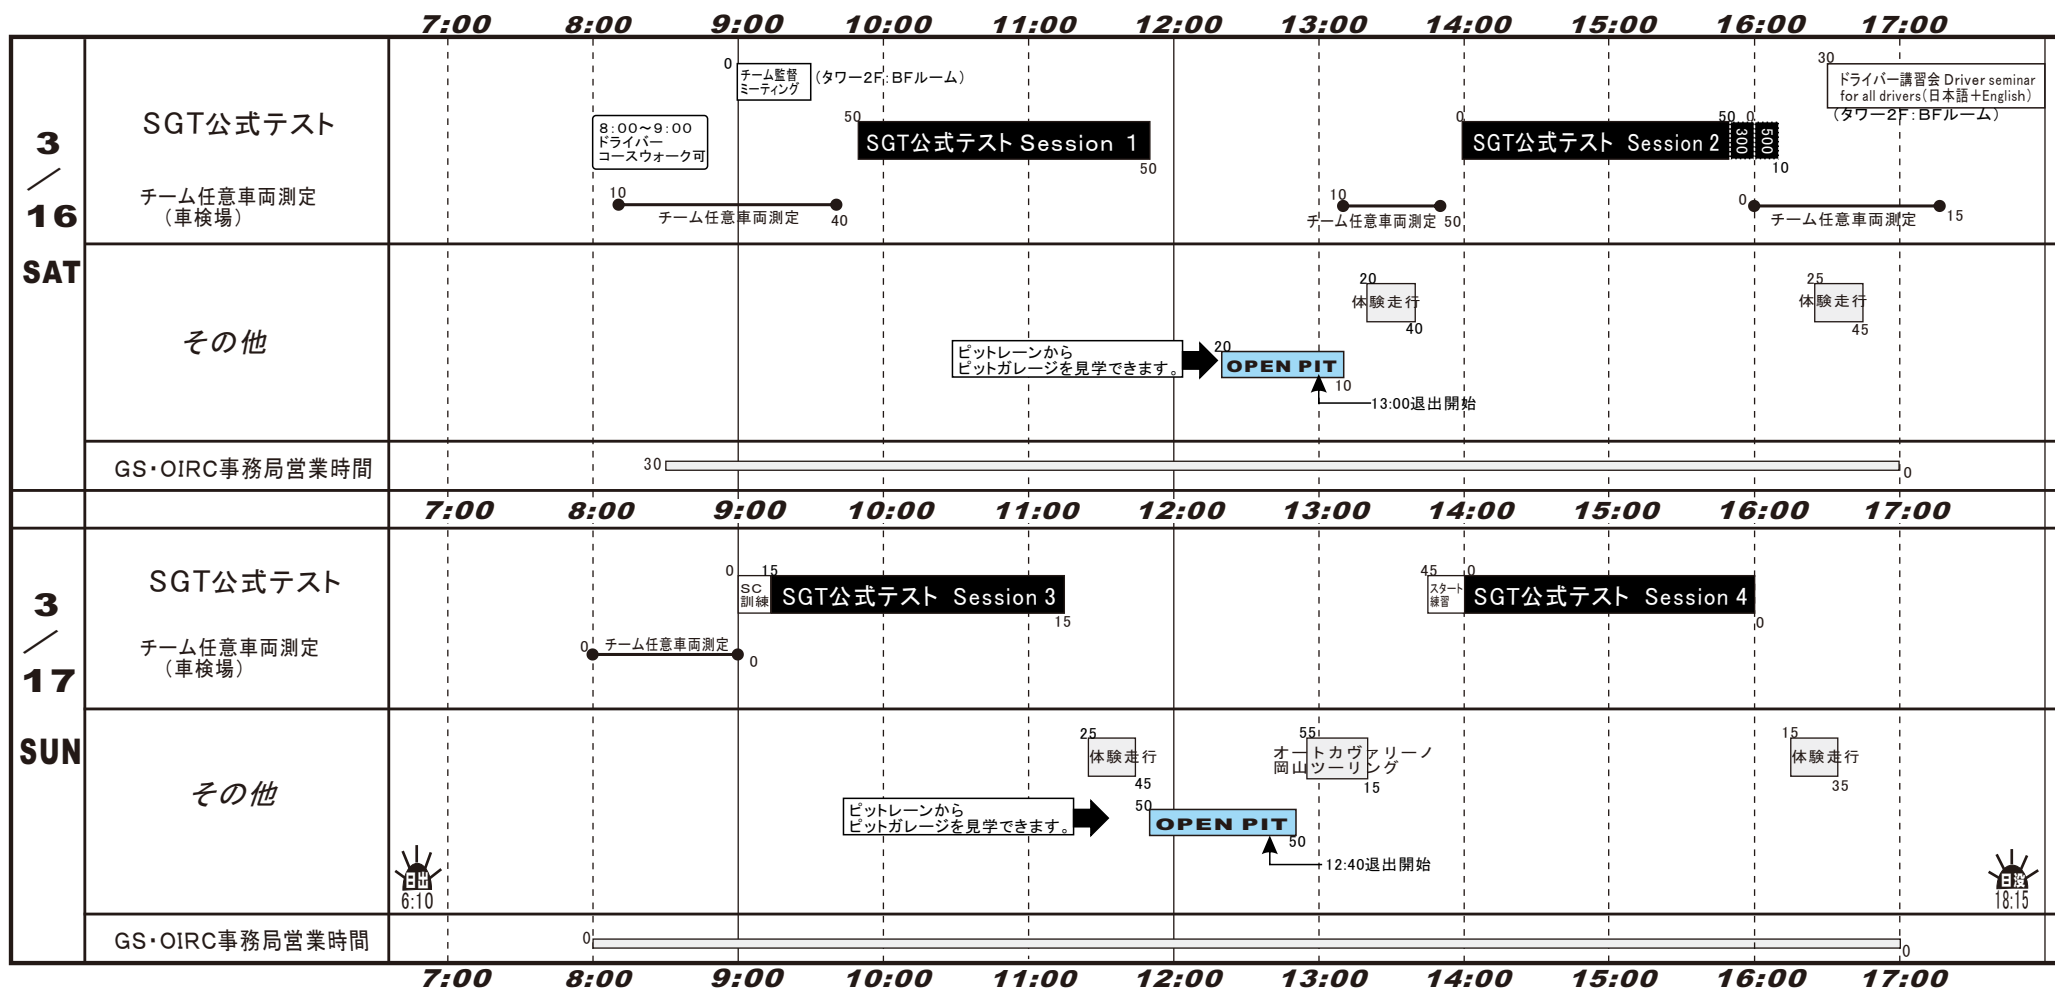 7:00 8:00 9:00 10:00 11:00 12:00 13:00 14:00 15:00 16:00 17:00
3/16
SAT
SGT公式テスト
チーム任意車両測定
（車検場）
0
チーム監督
ミーティング
(タワー2F:BFルーム)
8:00～9:00
ドライバー
コースウォーク可
50
SGT公式テスト Session 1
50
0
SGT公式テスト Session 2
50 0
300
500
10
30
ドライバー講習会 Driver seminar
for all drivers(日本語＋English)
(タワー2F:BFルーム)
10
チーム任意車両測定
40
10
チーム任意車両測定 50
0
チーム任意車両測定
15
その他
20
体験走行
40
25
体験走行
45
ピットレーンから
ピットガレージを見学できます。
20
OPEN PIT
10
13:00退出開始
GS・OIRC事務局営業時間
30
0
7:00 8:00 9:00 10:00 11:00 12:00 13:00 14:00 15:00 16:00 17:00
3/17
SUN
SGT公式テスト
チーム任意車両測定
（車検場）
0
SC
訓練
15
SGT公式テスト Session 3
15
45
スタート
練習
0
SGT公式テスト Session 4
0
0
チーム任意車両測定
0
その他
25
体験走行
45
55
オートカヴァリーノ
岡山ツーリング
15
15
体験走行
35
ピットレーンから
ピットガレージを見学できます。
50
OPEN PIT
50
12:40退出開始
日出
6:10
日没
18:15
GS・OIRC事務局営業時間
0
0
7:00 8:00 9:00 10:00 11:00 12:00 13:00 14:00 15:00 16:00 17:00